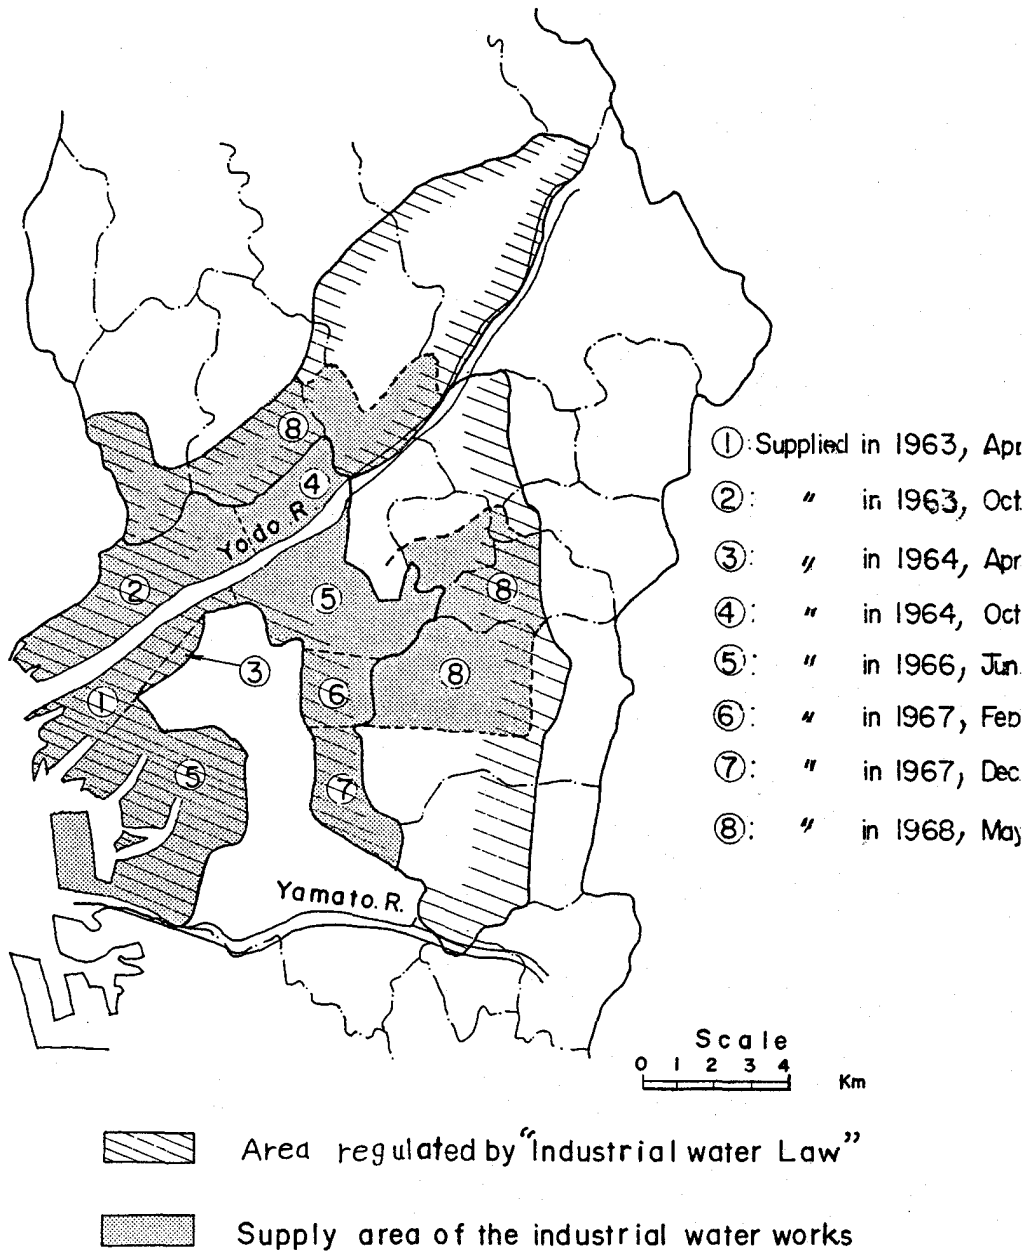 8
4
Yodo. R.
2
5
8
3
8
6
1
5
7
Yamato. R.
①: Supplied in 1963, Apr
②: " in 1963, Oct.
③: " in 1964, Apr
④: " in 1964, Oct
⑤: " in 1966, Jun.
⑥: " in 1967, Feb
⑦: " in 1967, Dec.
⑧: " in 1968, May
Scale
0 1 2 3 4
Km
Area regulated by "Industrial water Law"
Supply area of the industrial water works